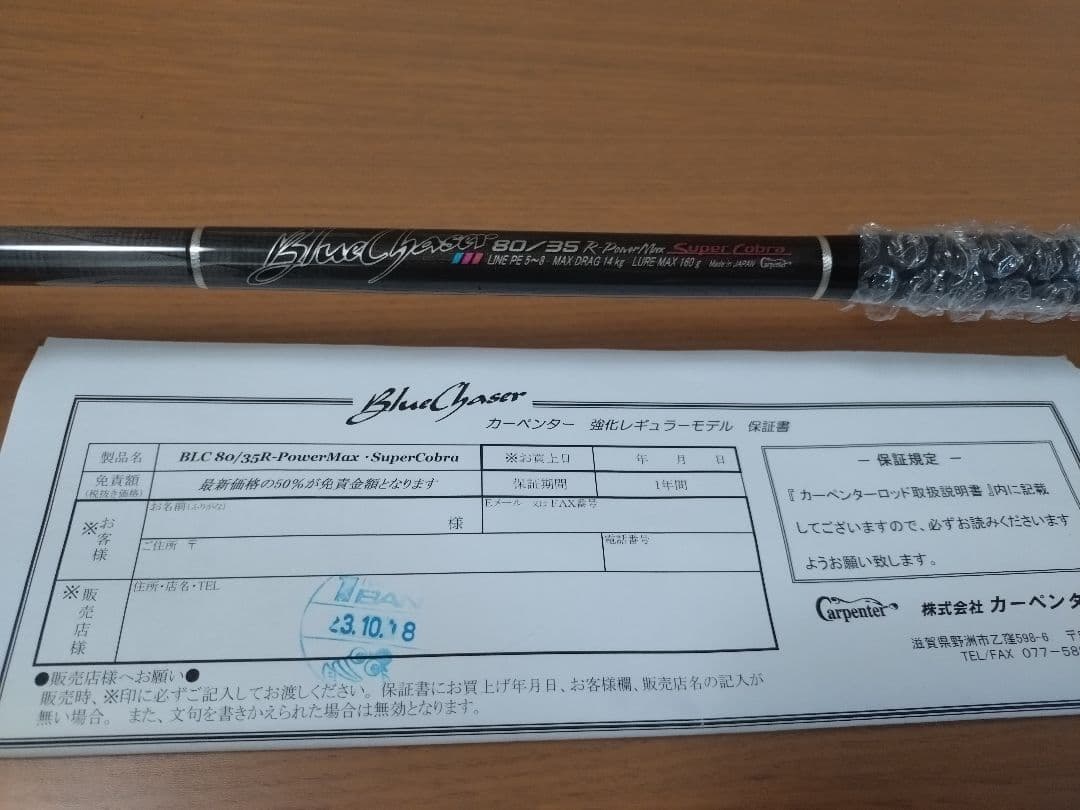 BlueChaser 80/35 R-PowerMax Super Cobra
LINE PE 5~8 MAX DRAG 14kg LURE MAX 160g Made in JAPAN Carpenter
BlueChaser
カーペンター 強化レギュラーモデル 保証書
製品名 BLC 80/35R-PowerMax・SuperCobra ※お買上日 年 月 日
免責額
(税抜き価格)
最新価格の50%が免責金額となります 保証期間 1年間
※お客様
お名前(ふりがな) 様
Eメール 又は FAX番号
ご住所 〒
電話番号
※販売店様
住所・店名・TEL
23.10.18
●販売店様へお願い●
販売時、※印に必ずご記入してお渡しください。保証書にお買上げ年月日、お客様欄、販売店名の記入が
無い場合。また、文句を書きかえられた場合は無効となります。
― 保証規定 ―
『カーペンターロッド取扱説明書』内に記載
してございますので、必ずお読みくださいます
ようお願い致します。
Carpenter 株式会社 カーペンタ
滋賀県野洲市乙窪598-6
TEL/FAX 077-58